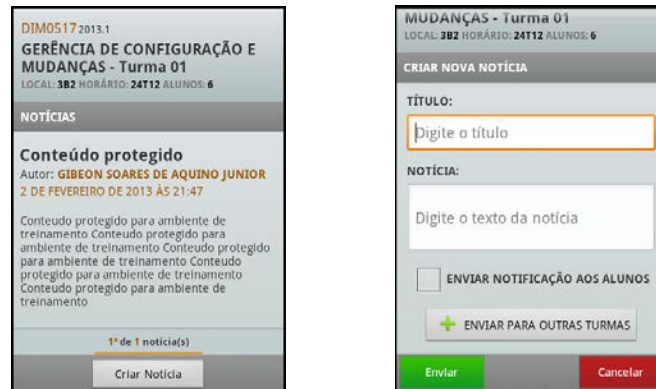 DIM0517 2013.1
GERÊNCIA DE CONFIGURAÇÃO E
MUDANÇAS - Turma 01
LOCAL: 3B2 HORÁRIO: 24T12 ALUNOS: 6
NOTÍCIAS
Conteúdo protegido
Autor: GIBEON SOARES DE AQUINO JUNIOR
2 DE FEVEREIRO DE 2013 ÀS 21:47
Conteudo protegido para ambiente de
treinamento Conteudo protegido para
ambiente de treinamento Conteudo protegido
para ambiente de treinamento Conteudo
protegido para ambiente de treinamento
Conteudo protegido para ambiente de
treinamento
1ª de 1 notícia(s)
Criar Notícia
MUDANÇAS - Turma 01
LOCAL: 3B2 HORÁRIO: 24T12 ALUNOS: 6
CRIAR NOVA NOTÍCIA
TÍTULO:
Digite o título
NOTÍCIA:
Digite o texto da notícia
ENVIAR NOTIFICAÇÃO AOS ALUNOS
ENVIAR PARA OUTRAS TURMAS
Enviar
Cancelar